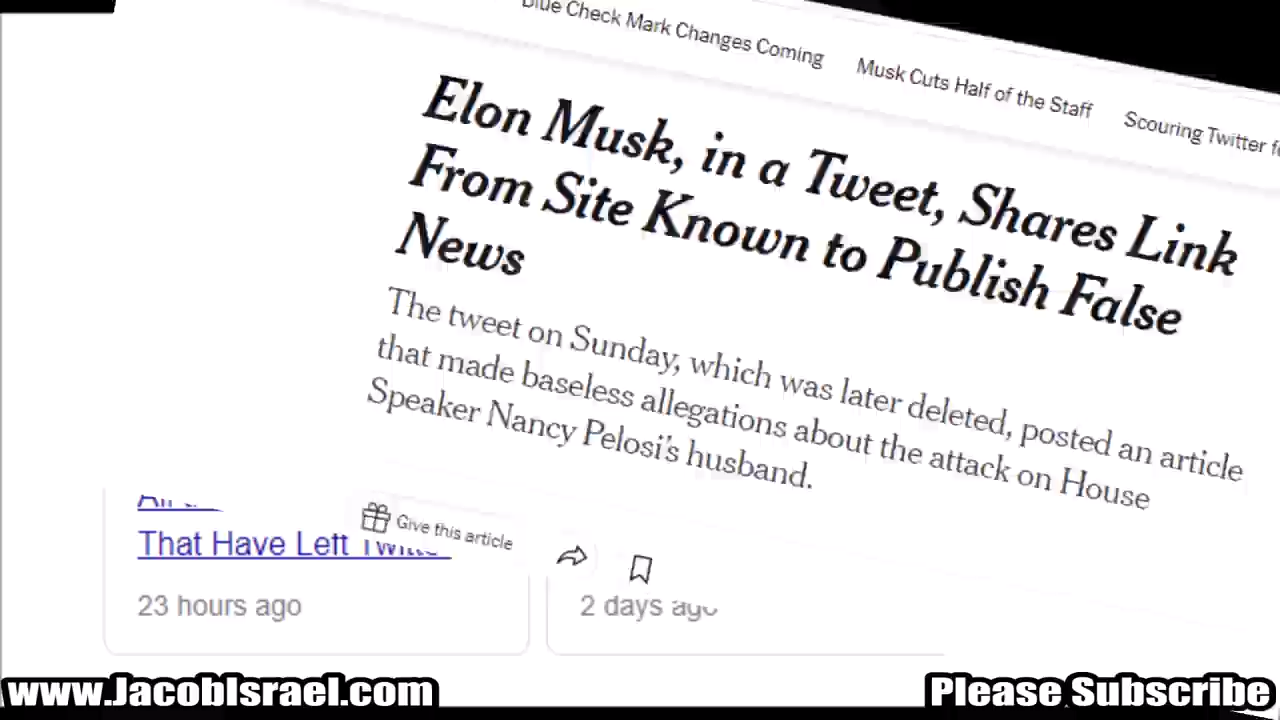 Blue Check Mark Changes Coming
Musk Cuts Half of the Staff
Scouring Twitter
Elon Musk, in a Tweet, Shares Link
From Site Known to Publish False
News
The tweet on Sunday, which was later deleted, posted an article
that made baseless allegations about the attack on House
Speaker Nancy Pelosi's husband.
Give this article
That Have Left
23 hours ago
2 days ago
www.JacobIsrael.com
Please Subscribe